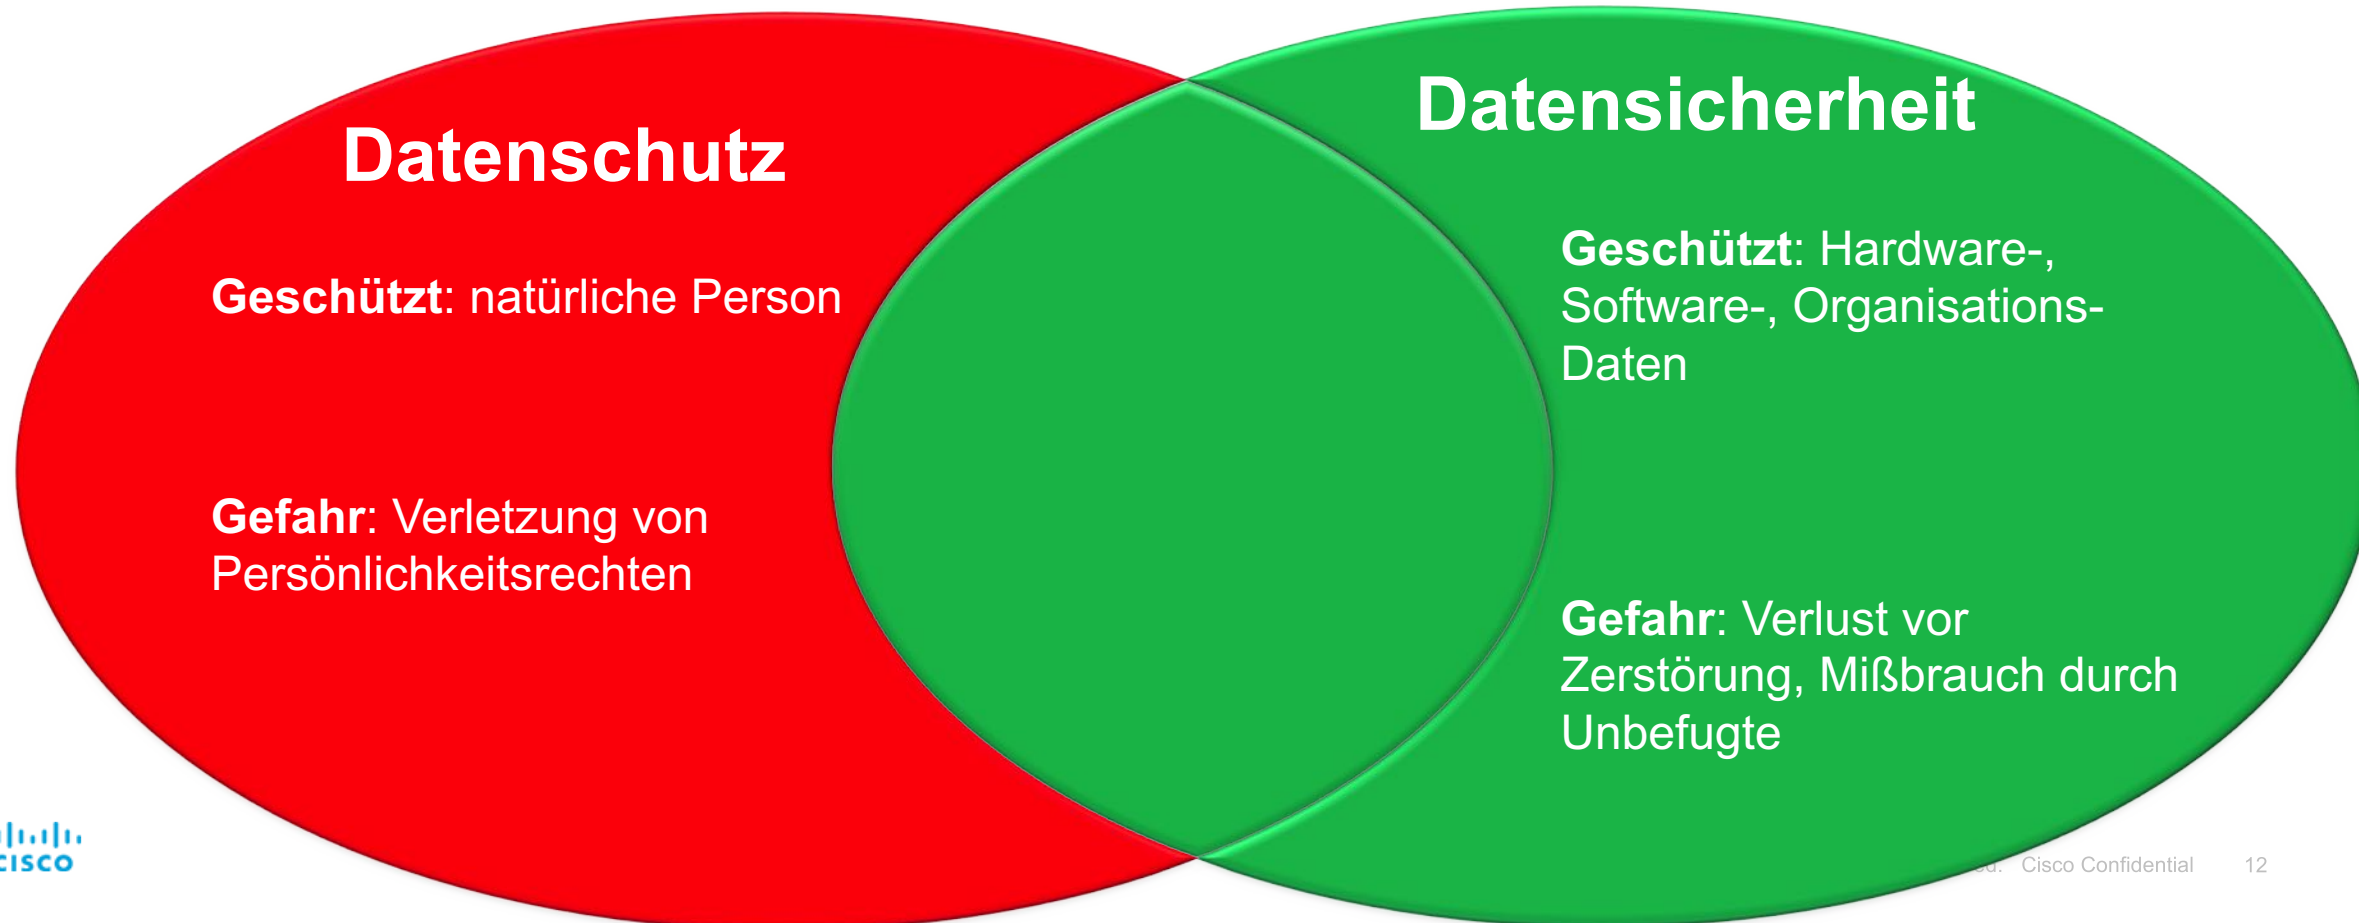 Datenschutz
Geschützt: natürliche Person
Gefahr: Verletzung von
Persönlichkeitsrechten
Datensicherheit
Geschützt: Hardware-,
Software-, Organisations-
Daten
Gefahr: Verlust vor
Zerstörung, Mißbrauch durch
Unbefugte
CISCO
Cisco Confidential
12